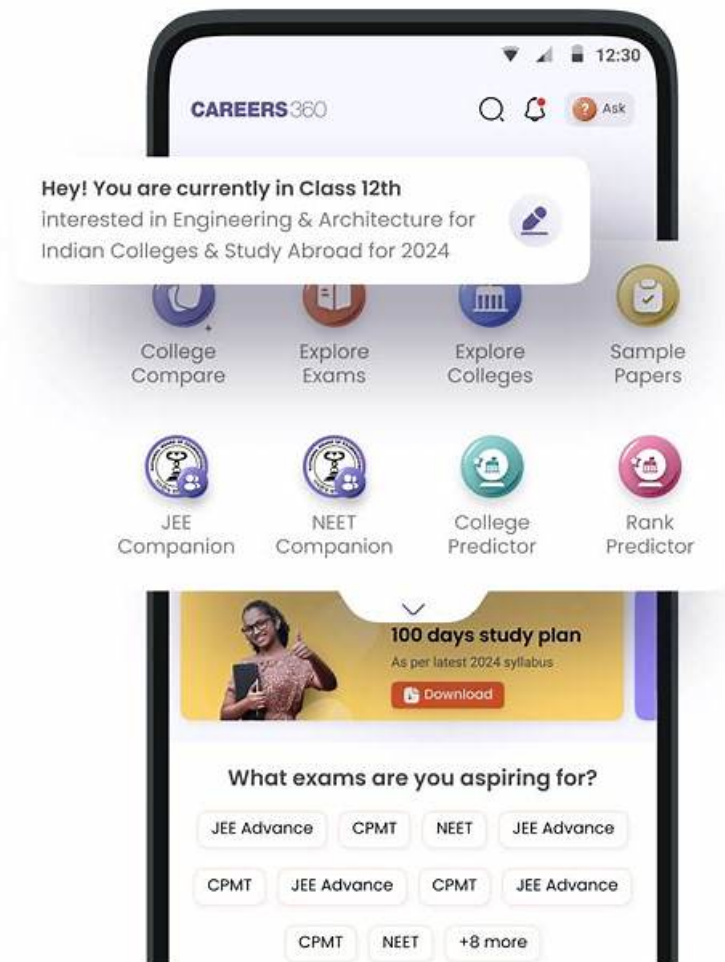 12:30
CAREERS360
Ask
Hey! You are currently in Class 12th
interested in Engineering & Architecture for
Indian Colleges & Study Abroad for 2024
College Compare
Explore Exams
Explore Colleges
Sample Papers
JEE Companion
NEET Companion
College Predictor
Rank Predictor
100 days study plan
As per latest 2024 syllabus
Download
What exams are you aspiring for?
JEE Advance CPMT NEET JEE Advance
CPMT JEE Advance CPMT JEE Advance
CPMT NEET +8 more